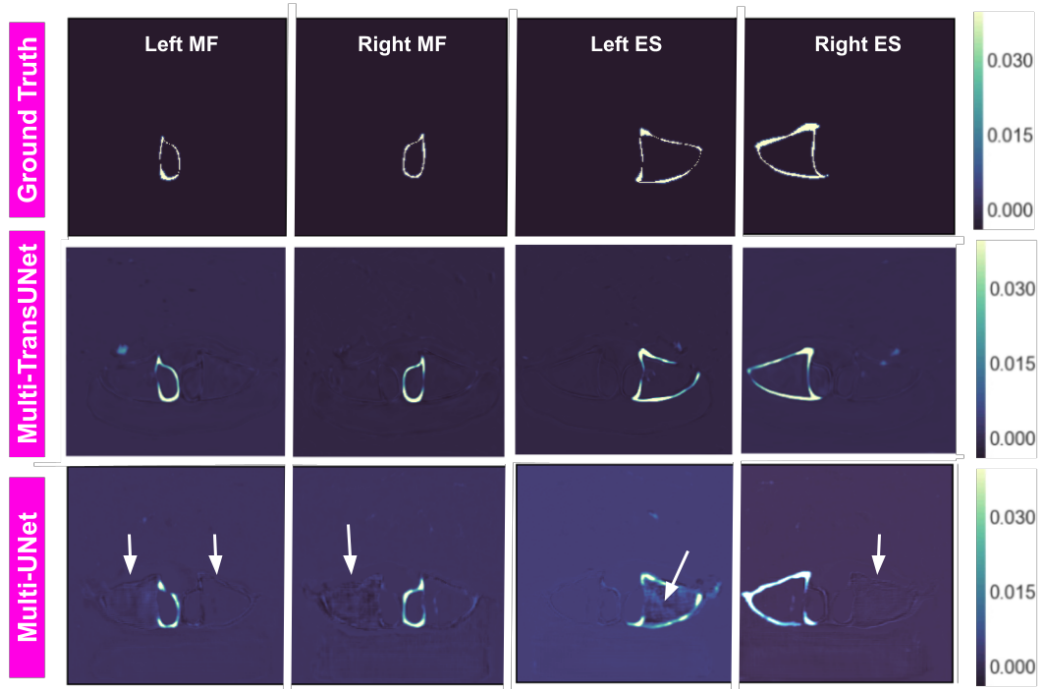 Ground Truth
Left MF
Right MF
Left ES
Right ES
0.030
0.015
0.000
Multi-TransUNet
0.030
0.015
0.000
Multi-UNet
0.030
0.015
0.000